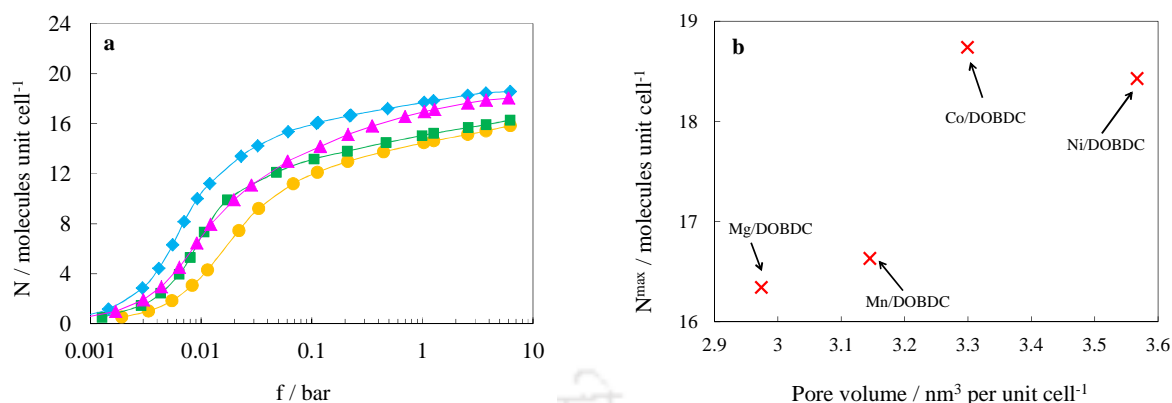 a
24
20
16
12
8
4
0
0.001
0.01
0.1
1
10
N / molecules unit cell-1
f / bar
b
19
18
17
16
2.9
3
3.1
3.2
3.3
3.4
3.5
3.6
Nmax / molecules unit cell-1
Pore volume / nm3 per unit cell-1
Co/DOBDC
Ni/DOBDC
Mg/DOBDC
Mn/DOBDC